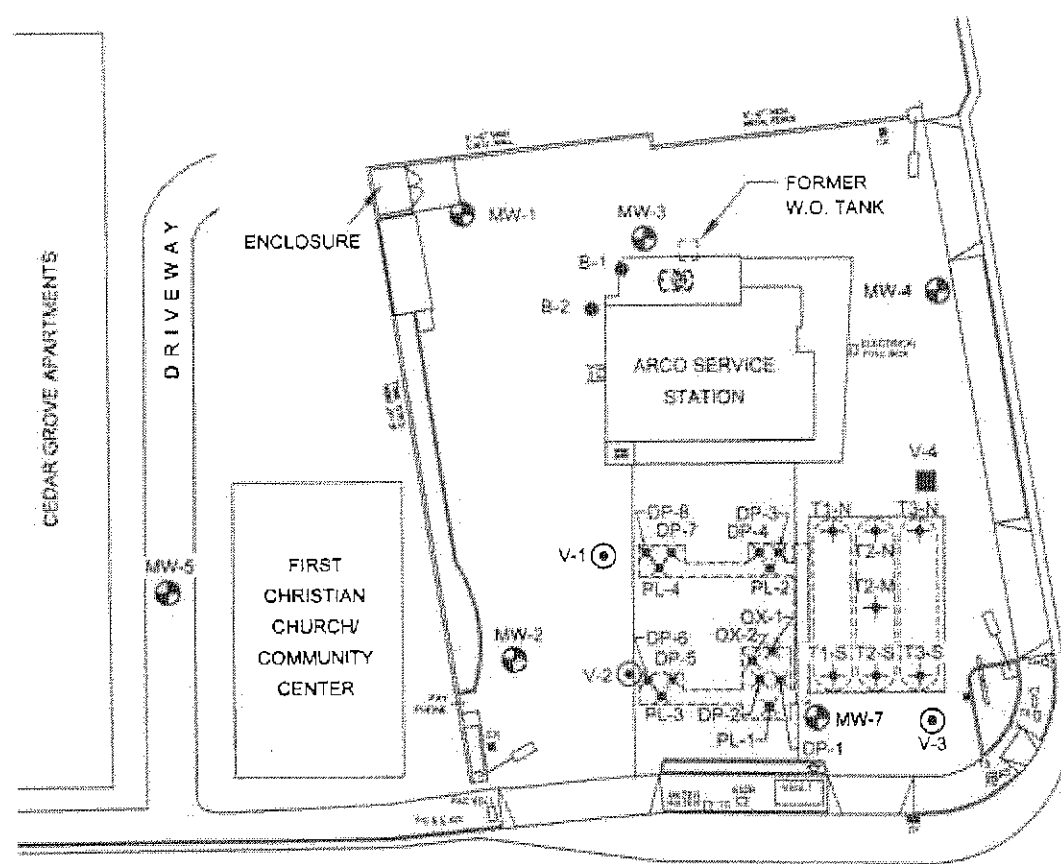 CEDAR GROVE APARTMENTS
DRIVEWAY
ENCLOSURE
MW-1
MW-3
FORMER
W.O. TANK
B-1
B-2
MW-4
ARCO SERVICE
STATION
ELECTRICAL
V-4
MW-5
FIRST
CHRISTIAN
CHURCH/
COMMUNITY
CENTER
PAY
PHONE
MW-2
V-1
DP-8
DP-7
DP-3
DP-4
PL-4
PL-2
T1-N
T2-N
T3-N
T2-M
OX-1
OX-2
DP-6
DP-5
V-2
PL-3
DP-2
PL-1
DP-1
T1-S
T2-S
T3-S
MW-7
V-3